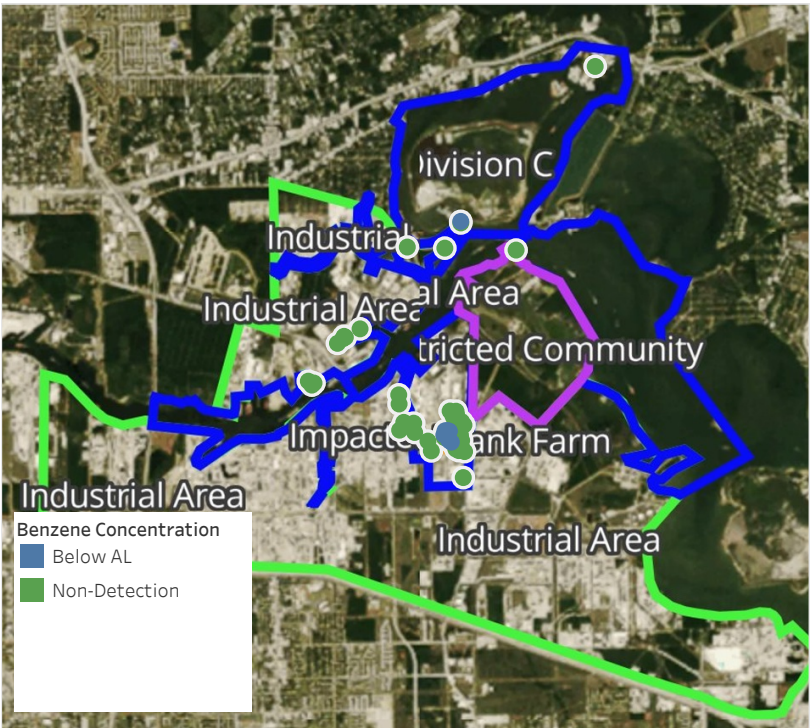 Division C
Industrial
al Area
Industrial Area
tricted Community
Impact
ank Farm
Industrial Area
Industrial Area
Benzene Concentration
Below AL
Non-Detection